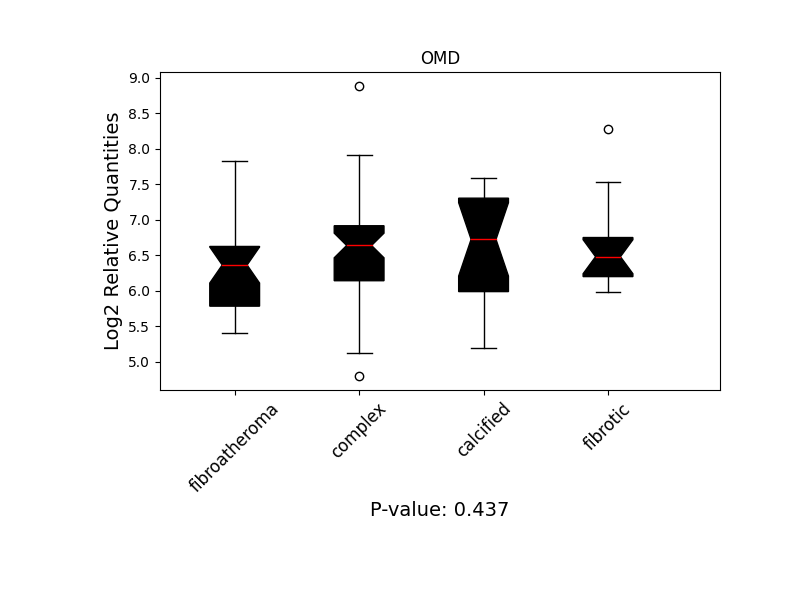 OMD
Log2 Relative Quantities
9.0
8.5
8.0
7.5
7.0
6.5
6.0
5.5
5.0
fibroatheroma
complex
calcified
fibrotic
P-value: 0.437